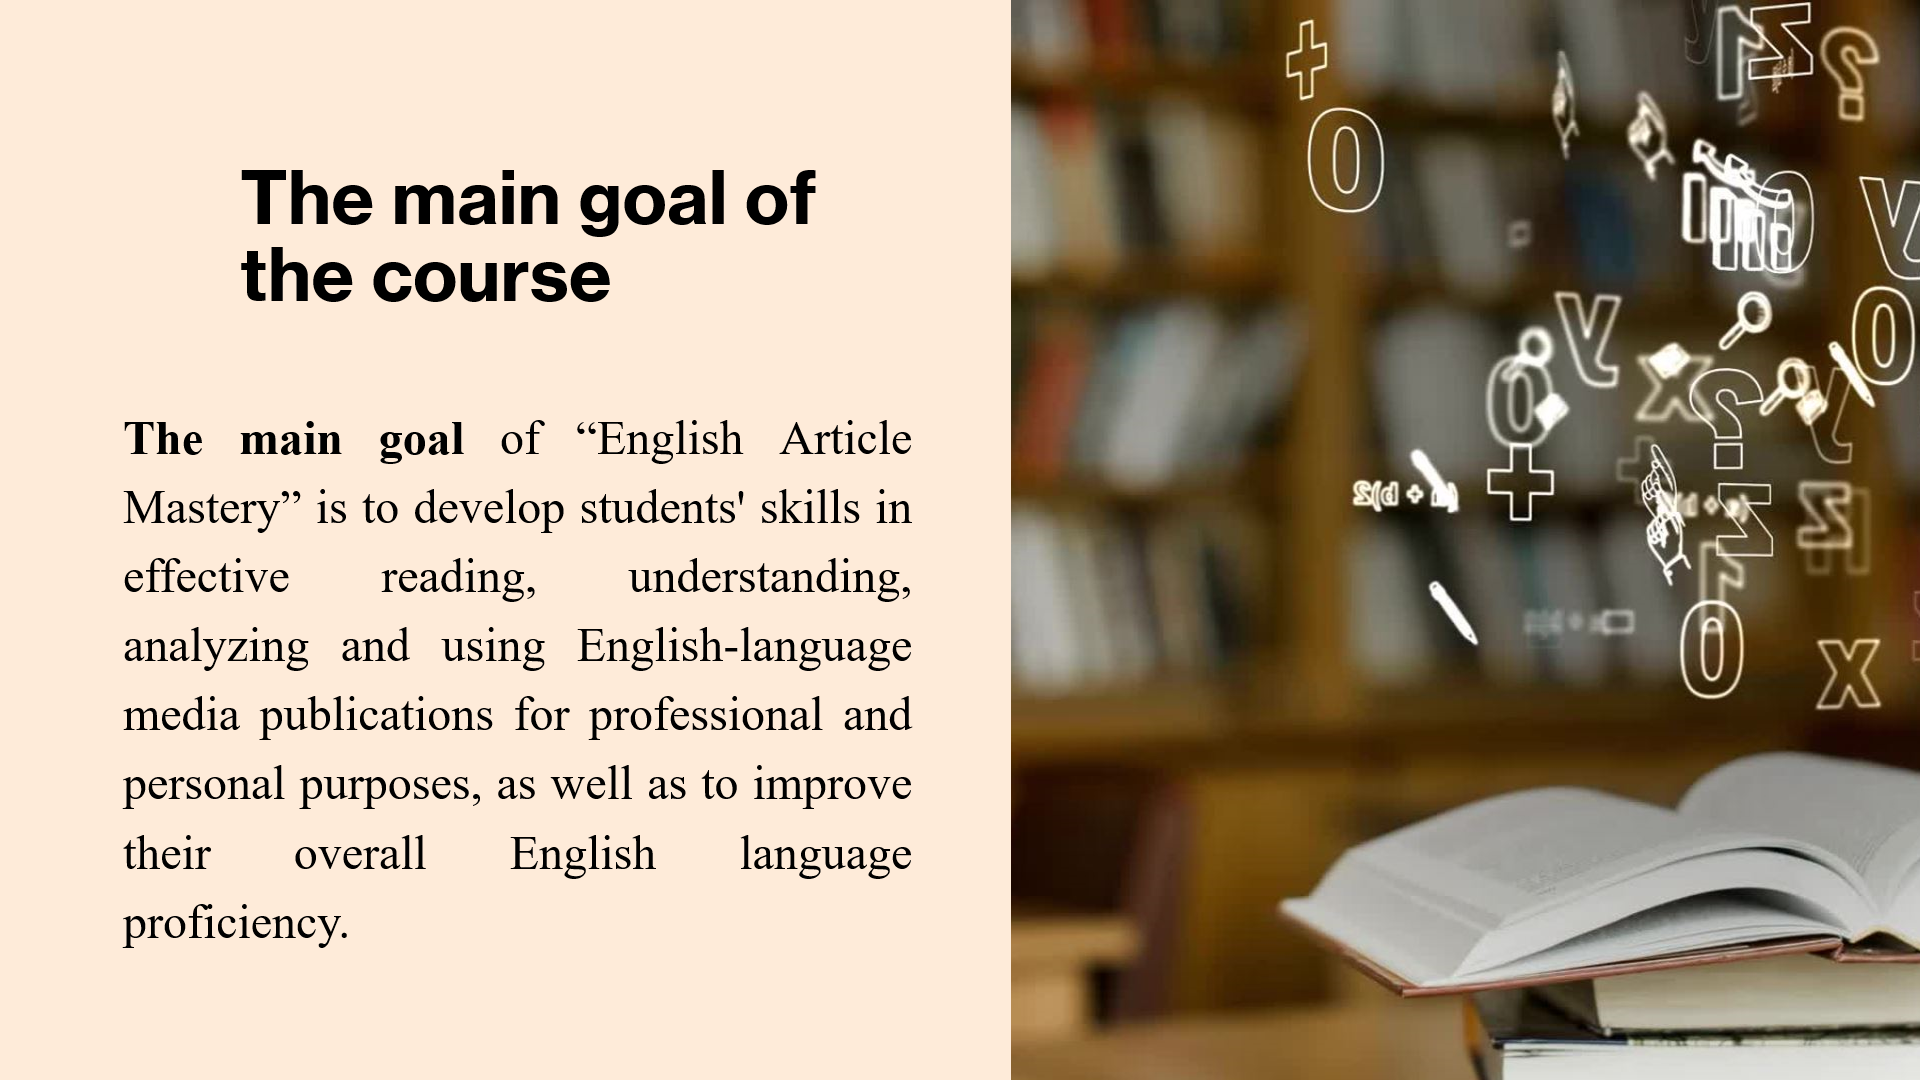 The main goal of
the course
The main goal of “English Article
Mastery” is to develop students' skills in
effective reading, understanding,
analyzing and using English-language
media publications for professional and
personal purposes, as well as to improve
their overall English language
proficiency.